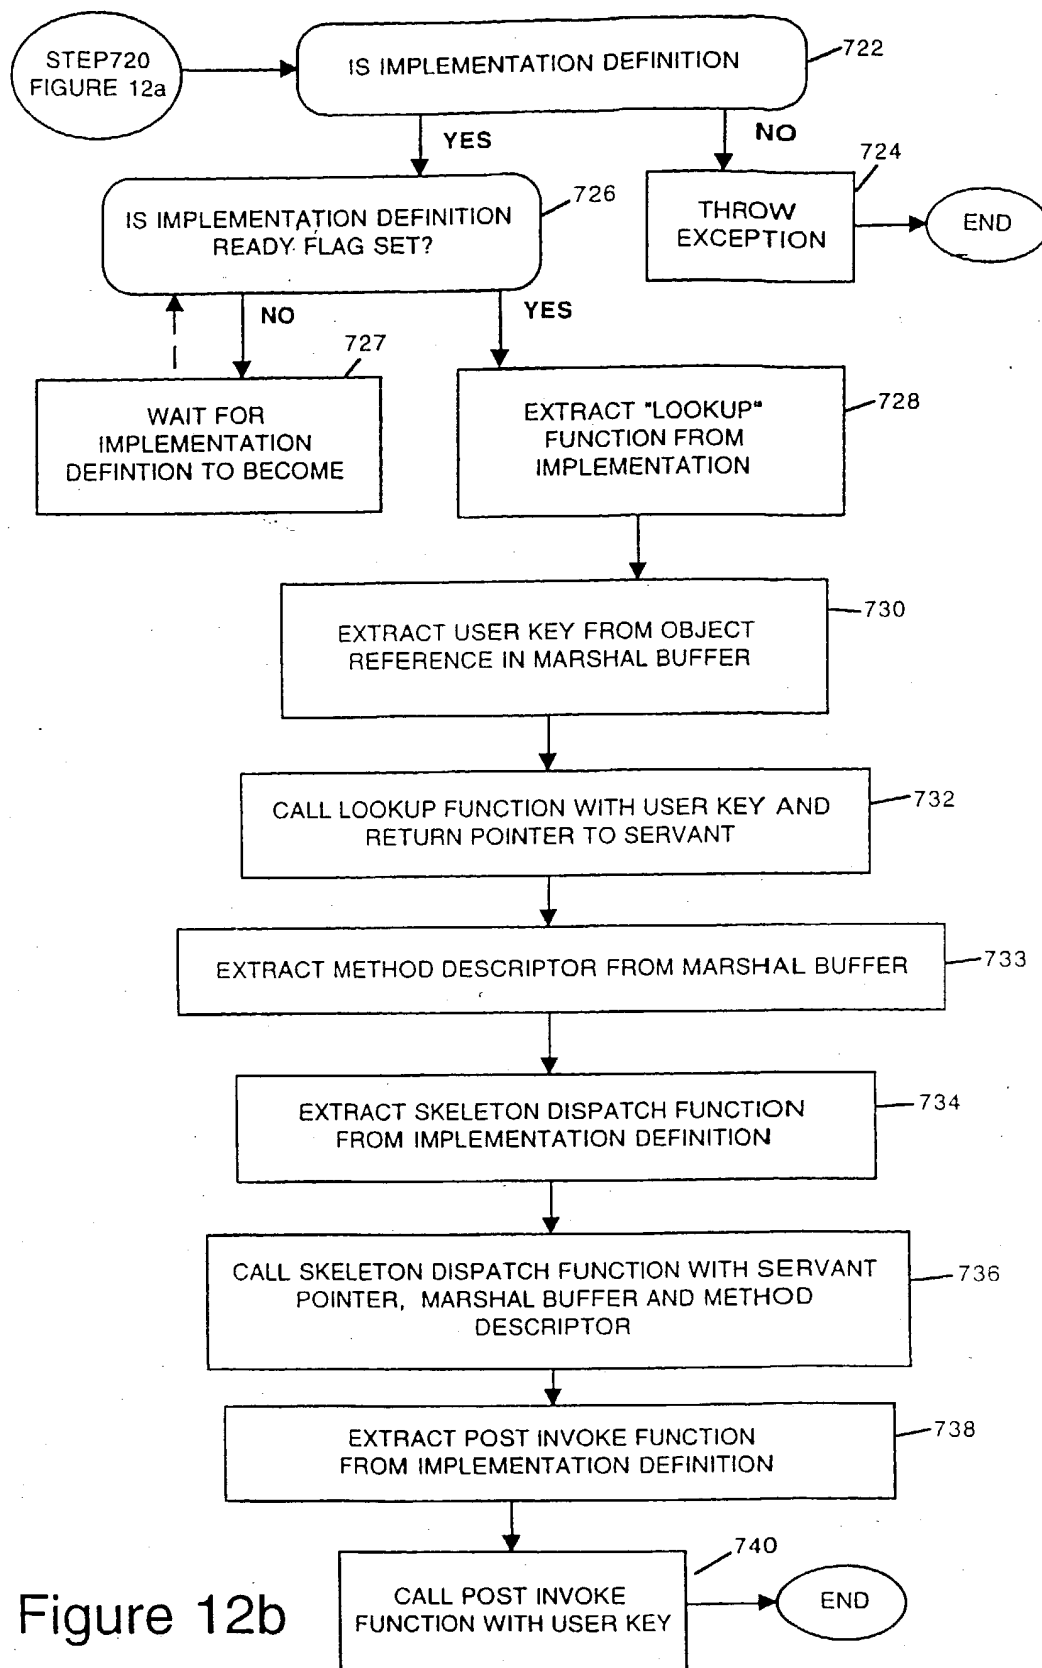 STEP720
FIGURE 12a
IS IMPLEMENTATION DEFINITION
722
YES
NO
724
THROW
EXCEPTION
END
IS IMPLEMENTATION DEFINITION
READY FLAG SET?
726
NO
YES
727
WAIT FOR
IMPLEMENTATION
DEFINTION TO BECOME
EXTRACT "LOOKUP"
FUNCTION FROM
IMPLEMENTATION
728
EXTRACT USER KEY FROM OBJECT
REFERENCE IN MARSHAL BUFFER
730
CALL LOOKUP FUNCTION WITH USER KEY AND
RETURN POINTER TO SERVANT
732
EXTRACT METHOD DESCRIPTOR FROM MARSHAL BUFFER
733
EXTRACT SKELETON DISPATCH FUNCTION
FROM IMPLEMENTATION DEFINITION
734
CALL SKELETON DISPATCH FUNCTION WITH SERVANT
POINTER, MARSHAL BUFFER AND METHOD
DESCRIPTOR
736
EXTRACT POST INVOKE FUNCTION
FROM IMPLEMENTATION DEFINITION
738
740
CALL POST INVOKE
FUNCTION WITH USER KEY
END
Figure 12b